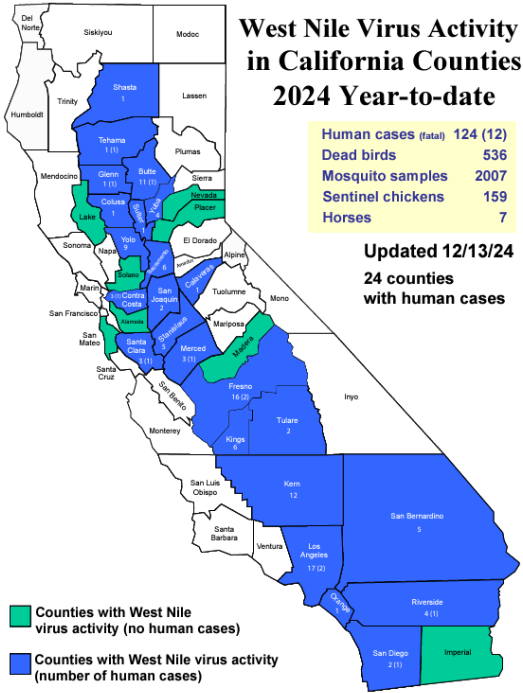 West Nile Virus Activity
in California Counties
2024 Year-to-date
Human cases (fatal) 124 (12)
Dead birds 536
Mosquito samples 2007
Sentinel chickens 159
Horses 7
Updated 12/13/24
24 counties
with human cases
Del
Norte
Siskiyou
Modoc
Shasta
1
Lassen
Trinity
Humboldt
Tehama
1 (1)
Plumas
Mendocino
Glenn
1 (1)
Butte
11 (1)
Sierra
Nevada
Placer
Colusa
1
Lake
Yuba
Yolo
9
El Dorado
Sonoma
Napa
6
Amador
Alpine
Solano
Calaveras
Marin
3 (1) Contra
Costa
San
Joaquin
2
Tuolumne
Mono
San Francisco
Alameda
Stanislaus
Mariposa
San
Mateo
Santa
Clara
3 (1)
Merced
3 (1)
Madera
Santa
Cruz
San Benito
Fresno
16 (2)
Inyo
Monterey
Tulare
2
Kings
6
San Luis
Obispo
Kern
12
San Bernardino
5
Santa
Barbara
Ventura
Los
Angeles
17 (2)
Orange
Riverside
4 (1)
San Diego
2 (1)
Imperial
Counties with West Nile
virus activity (no human cases)
Counties with West Nile virus activity
(number of human cases)